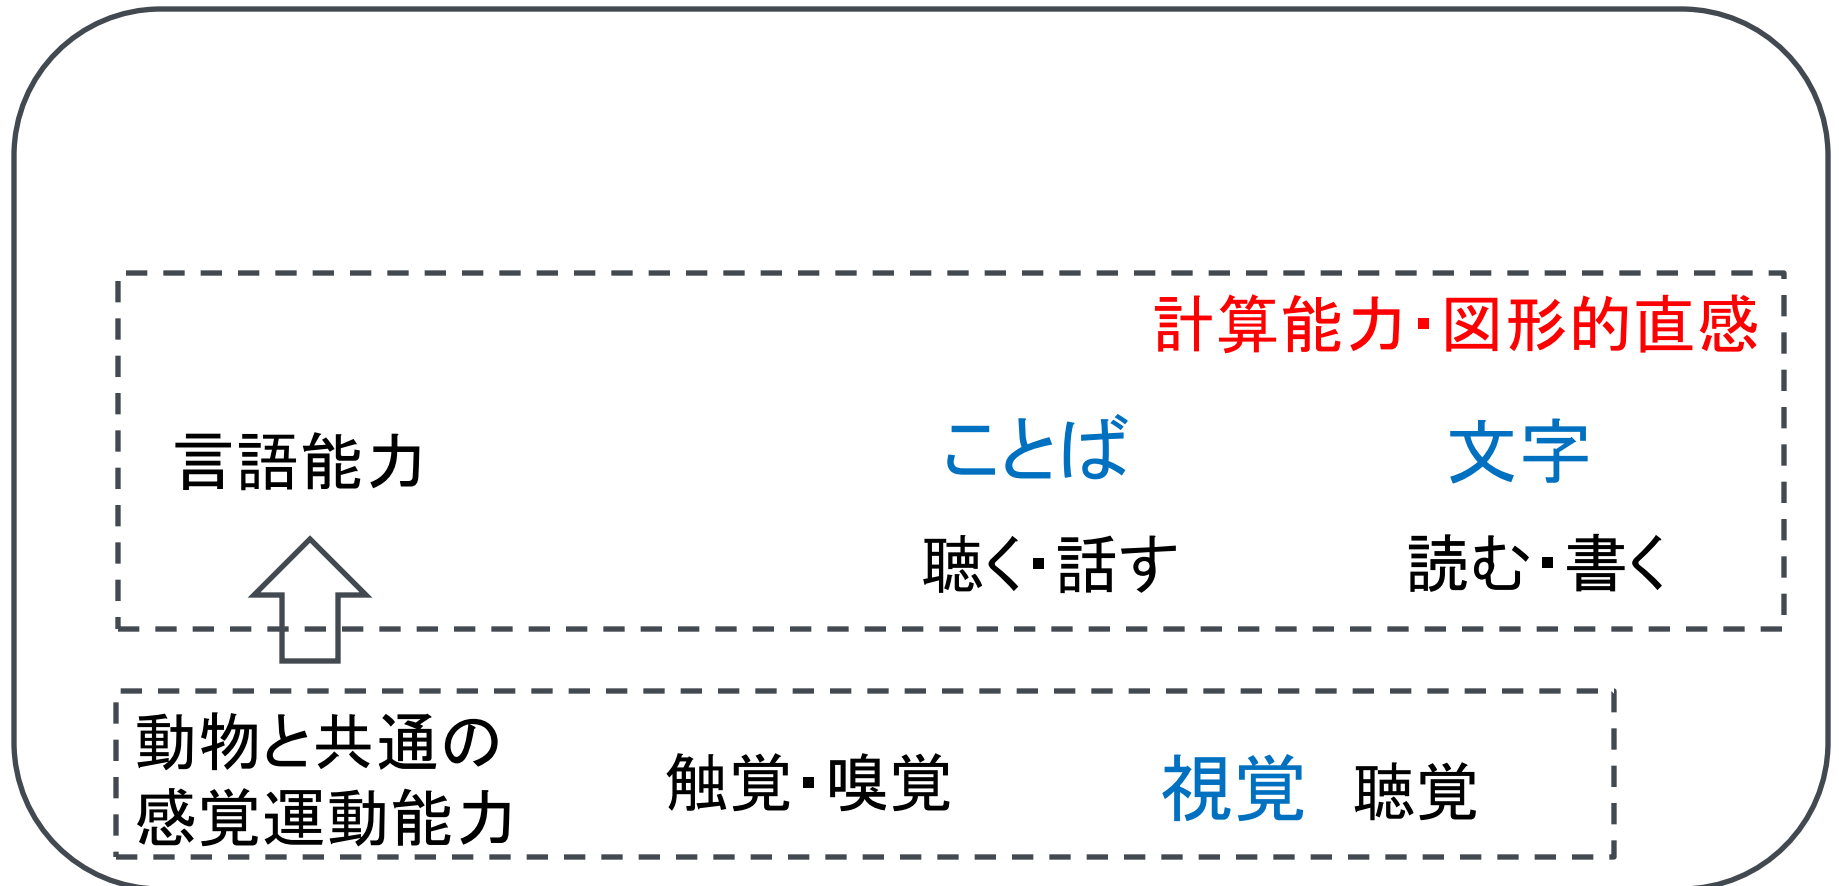 計算能力・図形的直感
言語能力
ことば
文字
聴く・話す
読む・書く
動物と共通の
感覚運動能力
触覚・嗅覚
視覚
聴覚